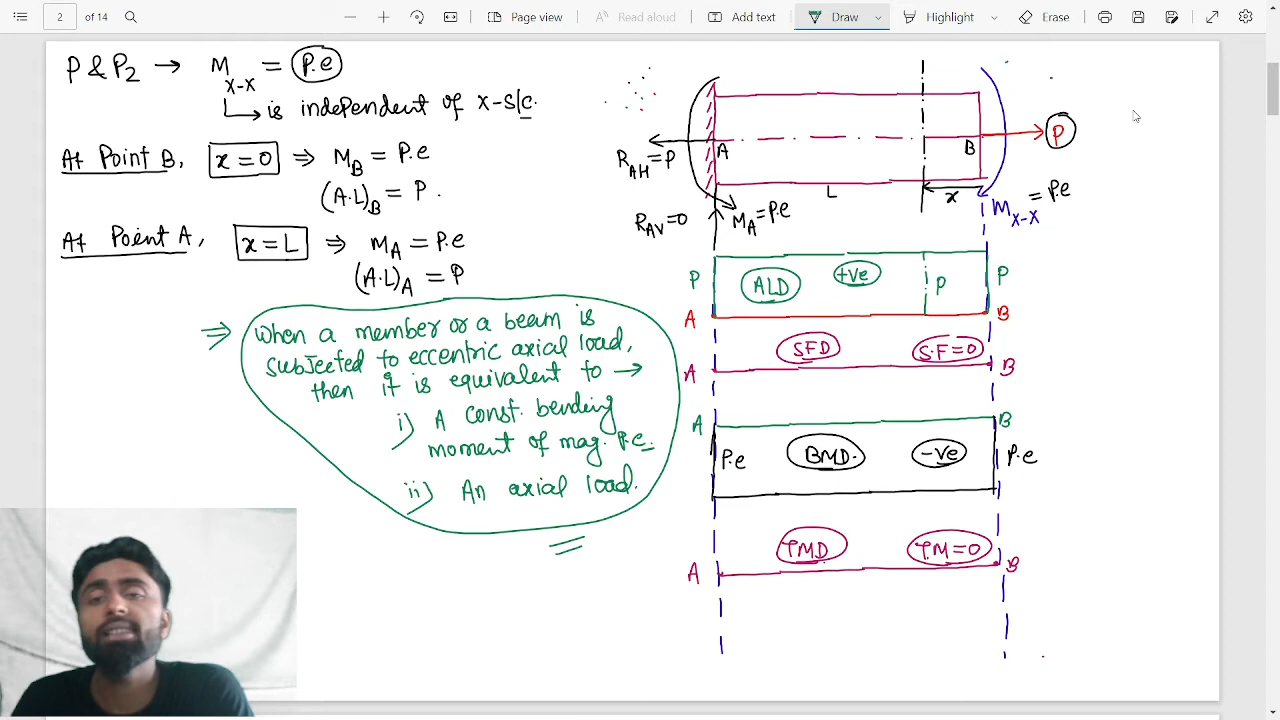 2 of 14
Page view
Read aloud
Add text
Draw
Highlight
Erase
P & P2 → Mx-x = P.e
↳ is independent of x-s/c.
At Point B, x=0 ⇒ MB = P.e
(A.L)B = P.
At Point A, x=L ⇒ mA = P.e
(A.L)A = P
⇒ When a member or a beam is
subjected to eccentric axial load,
then it is equivalent to →
i) A const. bending
moment of mag. P.e.
ii) An axial load.
RAH=P
A
B
P
L
x
Mx-x = P.e
RAV=0
MA=P.e
P
ALD
+ve
P
P
A
B
SFD
S.F=0
A
B
A
B
P.e
BMD.
-ve
P.e
TMD
T.M=0
A
B